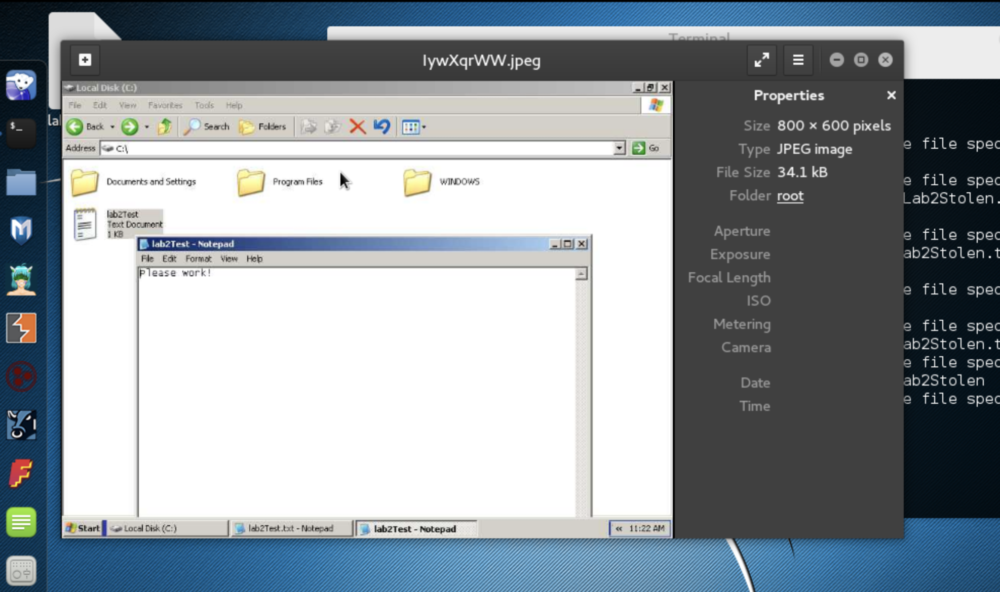 Terminal
IywXqrWW.jpeg
Local Disk (C:)
File Edit View Favorites Tools Help
Back Search Folders
Address C:\ Go
Documents and Settings Program Files WINDOWS
lab2Test
Text Document
1 KB
lab2Test - Notepad
File Edit Format View Help
Please work!
Start Local Disk (C:) lab2Test.txt - Notepad lab2Test - Notepad « 11:22 AM
Properties
Size 800 × 600 pixels
Type JPEG image
File Size 34.1 kB
Folder root
Aperture
Exposure
Focal Length
ISO
Metering
Camera
Date
Time
la
$_
e file spec
e file spec
Lab2Stolen.
e file spec
ab2Stolen.t
e file spec
e file spec
ab2Stolen.t
e file spec
ab2Stolen
e file spec